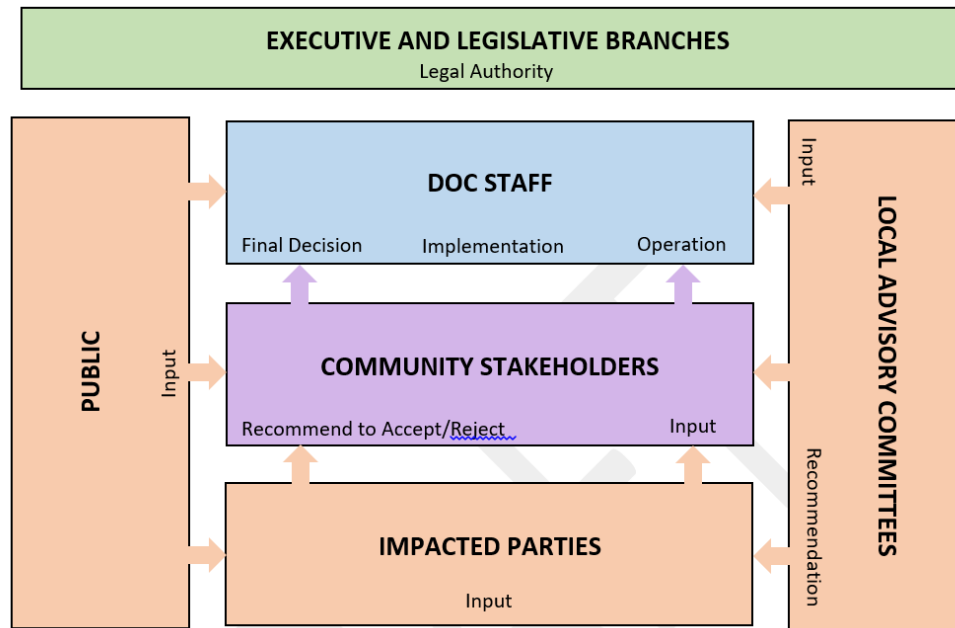 EXECUTIVE AND LEGISLATIVE BRANCHES
Legal Authority
PUBLIC
Input
DOC STAFF
Final Decision
Implementation
Operation
COMMUNITY STAKEHOLDERS
Recommend to Accept/Reject
Input
IMPACTED PARTIES
Input
Input
Recommendation
LOCAL ADVISORY COMMITTEES